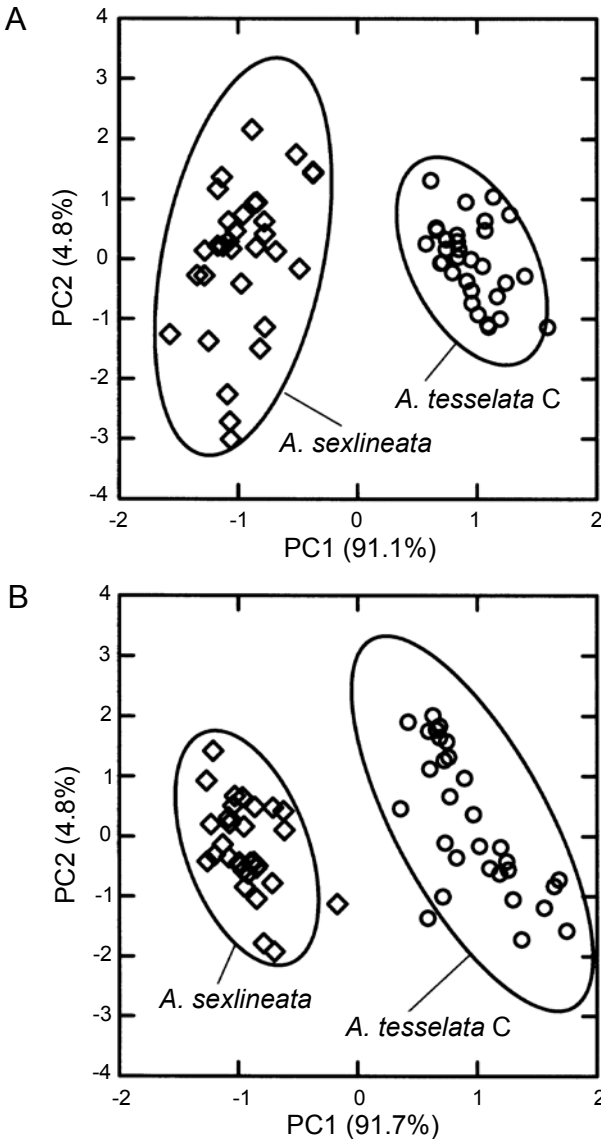 A
4
3
2
1
0
-1
-2
-3
-4
PC2 (4.8%)
A. tesselata C
A. sexlineata
-2 -1 0 1 2
PC1 (91.1%)
B
4
3
2
1
0
-1
-2
-3
-4
PC2 (4.8%)
A. sexlineata
A. tesselata C
-2 -1 0 1 2
PC1 (91.7%)